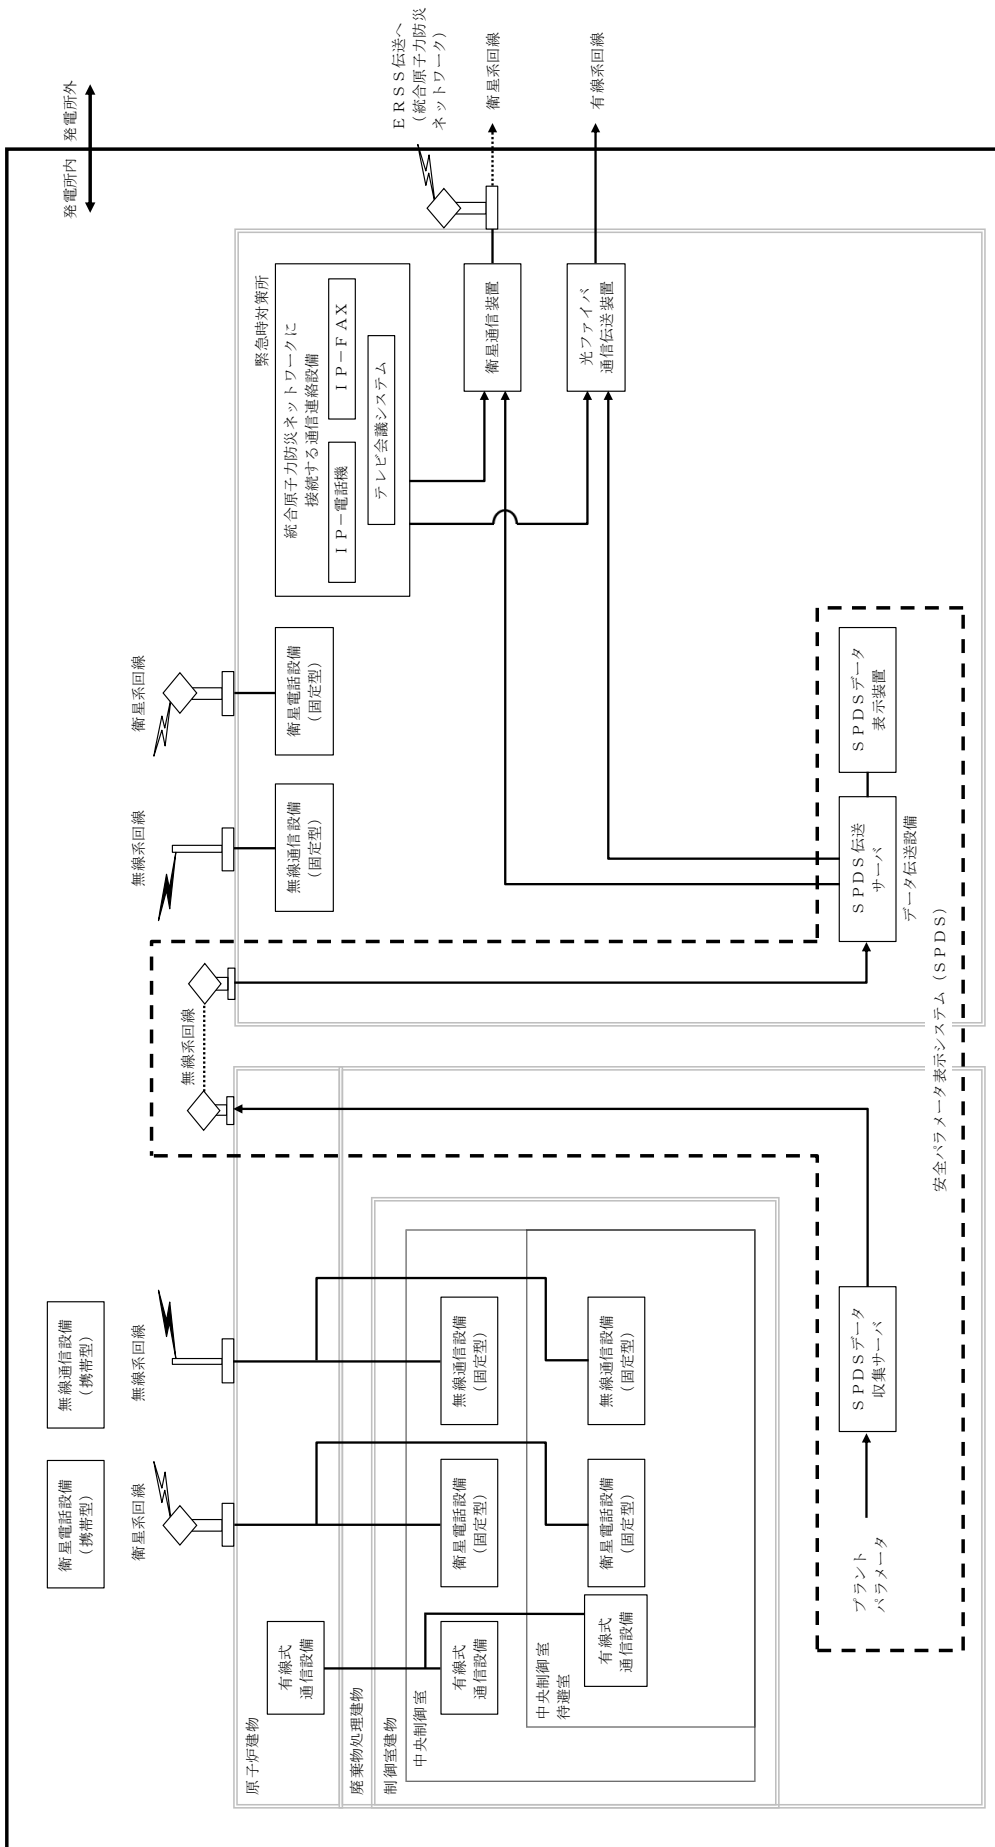 原子炉建物
廃棄物処理建物
制御室建物
中央制御室
中央制御室
待避室
有線式
通信設備
有線式
通信設備
有線式
通信設備
衛星電話設備
(携帯型)
衛星系回線
衛星電話設備
(固定型)
衛星電話設備
(固定型)
無線通信設備
(携帯型)
無線系回線
無線通信設備
(固定型)
無線通信設備
(固定型)
プラント
パラメータ
SPDSデータ
収集サーバ
無線系回線
安全パラメータ表示システム(SPDS)
無線系回線
無線通信設備
(固定型)
衛星系回線
衛星電話設備
(固定型)
SPDS伝送
サーバ
データ伝送設備
SPDSデータ
表示装置
緊急時対策所
統合原子力防災ネットワークに
接続する通信連絡設備
IP-電話機
IP-FAX
テレビ会議システム
衛星通信装置
光ファイバ
通信伝送装置
発電所内
発電所外
ERSS伝送へ
(統合原子力防災
ネットワーク)
衛星系回線
有線系回線